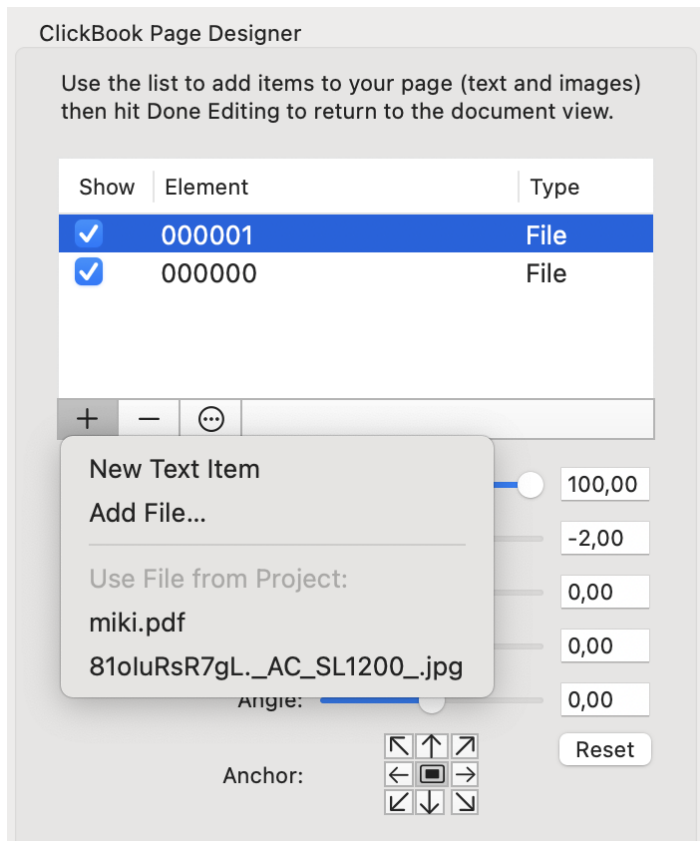 ClickBook Page Designer
Use the list to add items to your page (text and images)
then hit Done Editing to return to the document view.
Show Element Type
000001 File
000000 File
New Text Item
Add File...
100,00
-2,00
Use File from Project:
0,00
miki.pdf
0,00
81oluRsR7gL._AC_SL1200_.jpg
Angle: 0,00
Reset
Anchor: